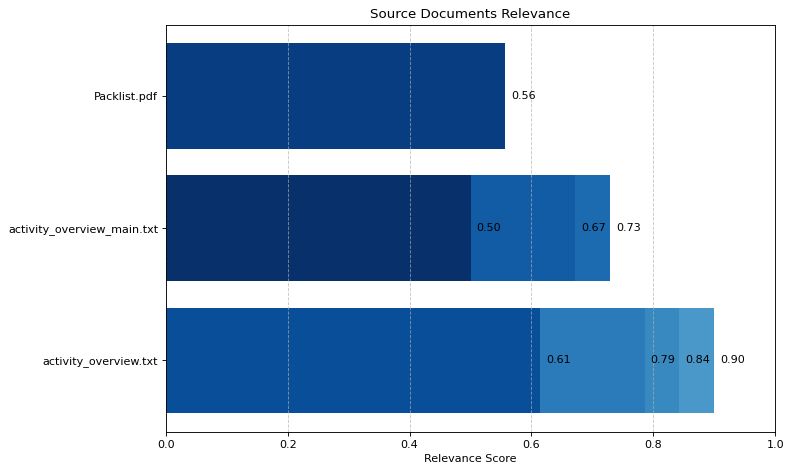 Source Documents Relevance
Packlist.pdf
0.56
activity_overview_main.txt
0.50 0.67 0.73
activity_overview.txt
0.61 0.79 0.84 0.90
0.0 0.2 0.4 0.6 0.8 1.0
Relevance Score